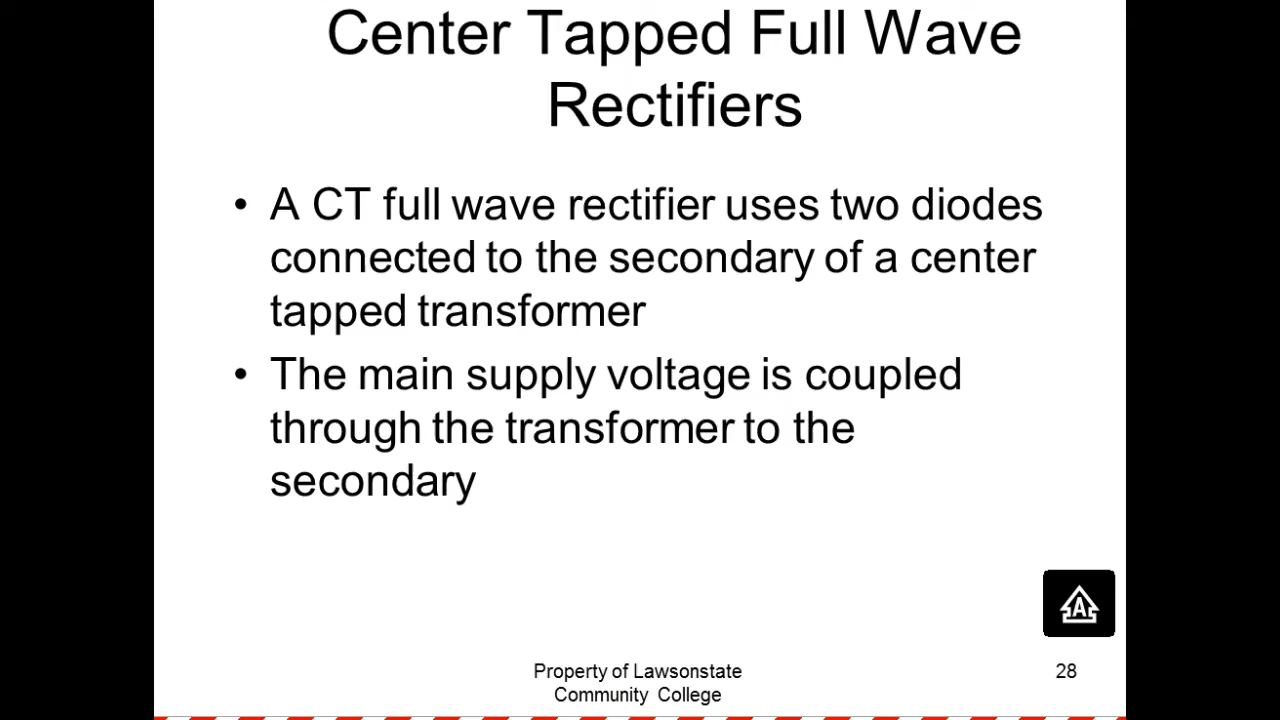 Center Tapped Full Wave
Rectifiers
• A CT full wave rectifier uses two diodes
connected to the secondary of a center
tapped transformer
• The main supply voltage is coupled
through the transformer to the
secondary
A
Property of Lawsonstate
Community College
28